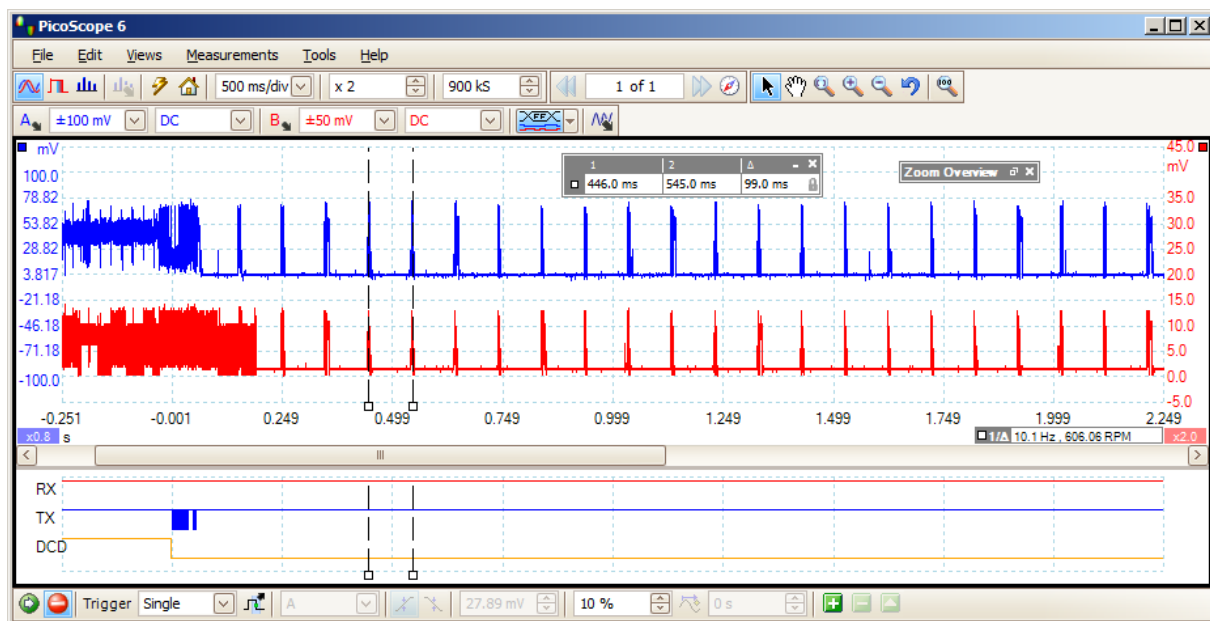 PicoScope 6
File Edit Views Measurements Tools Help
500 ms/div x 2 900 kS 1 of 1
A ±100 mV DC B ±50 mV DC
mV 45.0
1 2 Δ mV
446.0 ms 545.0 ms 99.0 ms
Zoom Overview
100.0
78.82 35.0
53.82 30.0
28.82 25.0
3.817 20.0
-21.18 15.0
-46.18 10.0
-71.18 5.0
-100.0 0.0
-5.0
-0.251 -0.001 0.249 0.499 0.749 0.999 1.249 1.499 1.749 1.999 2.249
x0.8 s 1/Δ 10.1 Hz , 606.06 RPM x2.0
RX
TX
DCD
Trigger Single A 27.89 mV 10 % 0 s